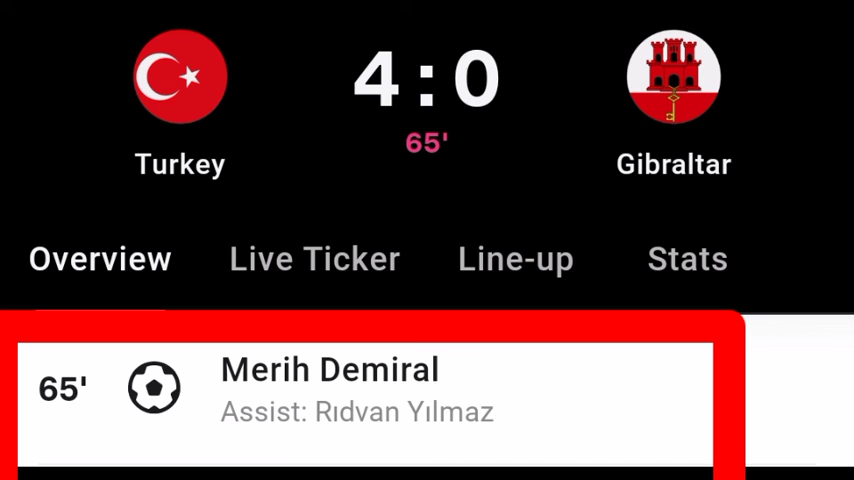 4:0
65'
Turkey
Gibraltar
Overview Live Ticker Line-up Stats
65' Merih Demiral
Assist: Rıdvan Yılmaz